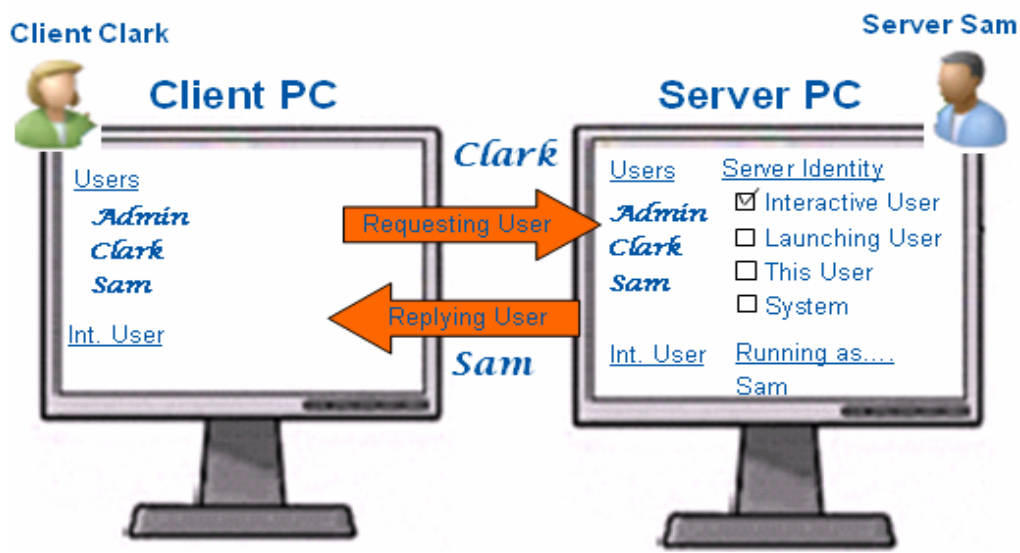 Client Clark
Server Sam
Client PC
Server PC
Users
Admin
Clark
Sam
Int. User
Clark
Requesting User
Replying User
Sam
Users
Admin
Clark
Sam
Int. User
Server Identity
Interactive User
Launching User
This User
System
Running as....
Sam